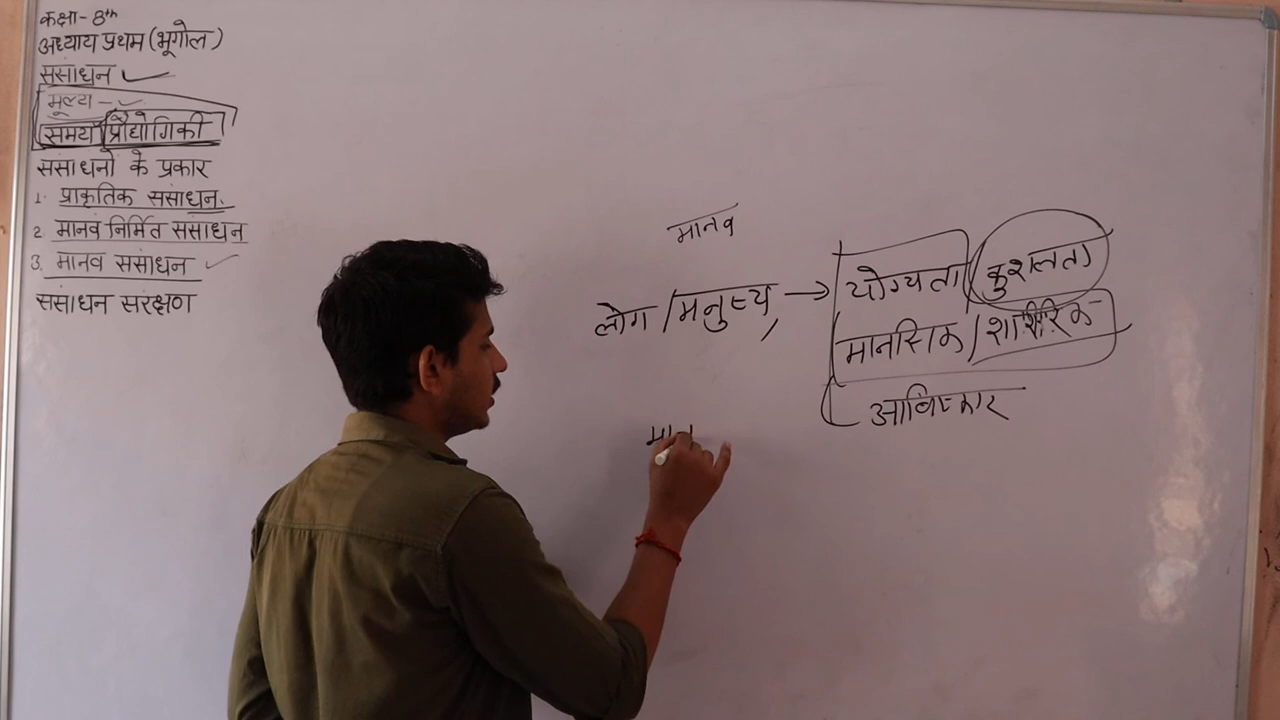 कक्षा - 8th
अध्याय प्रथम (भूगोल)
संसाधन
मूल्य -
समय प्रौद्योगिकी
संसाधनो के प्रकार
1. प्राकृतिक संसाधन.
2. मानव निर्मित संसाधन
3. मानव संसाधन
संसाधन संरक्षण
मानव
लोग / मनुष्य, → योग्यता कुशलता
मानसिक / शारीरिक
आविष्कार
मान